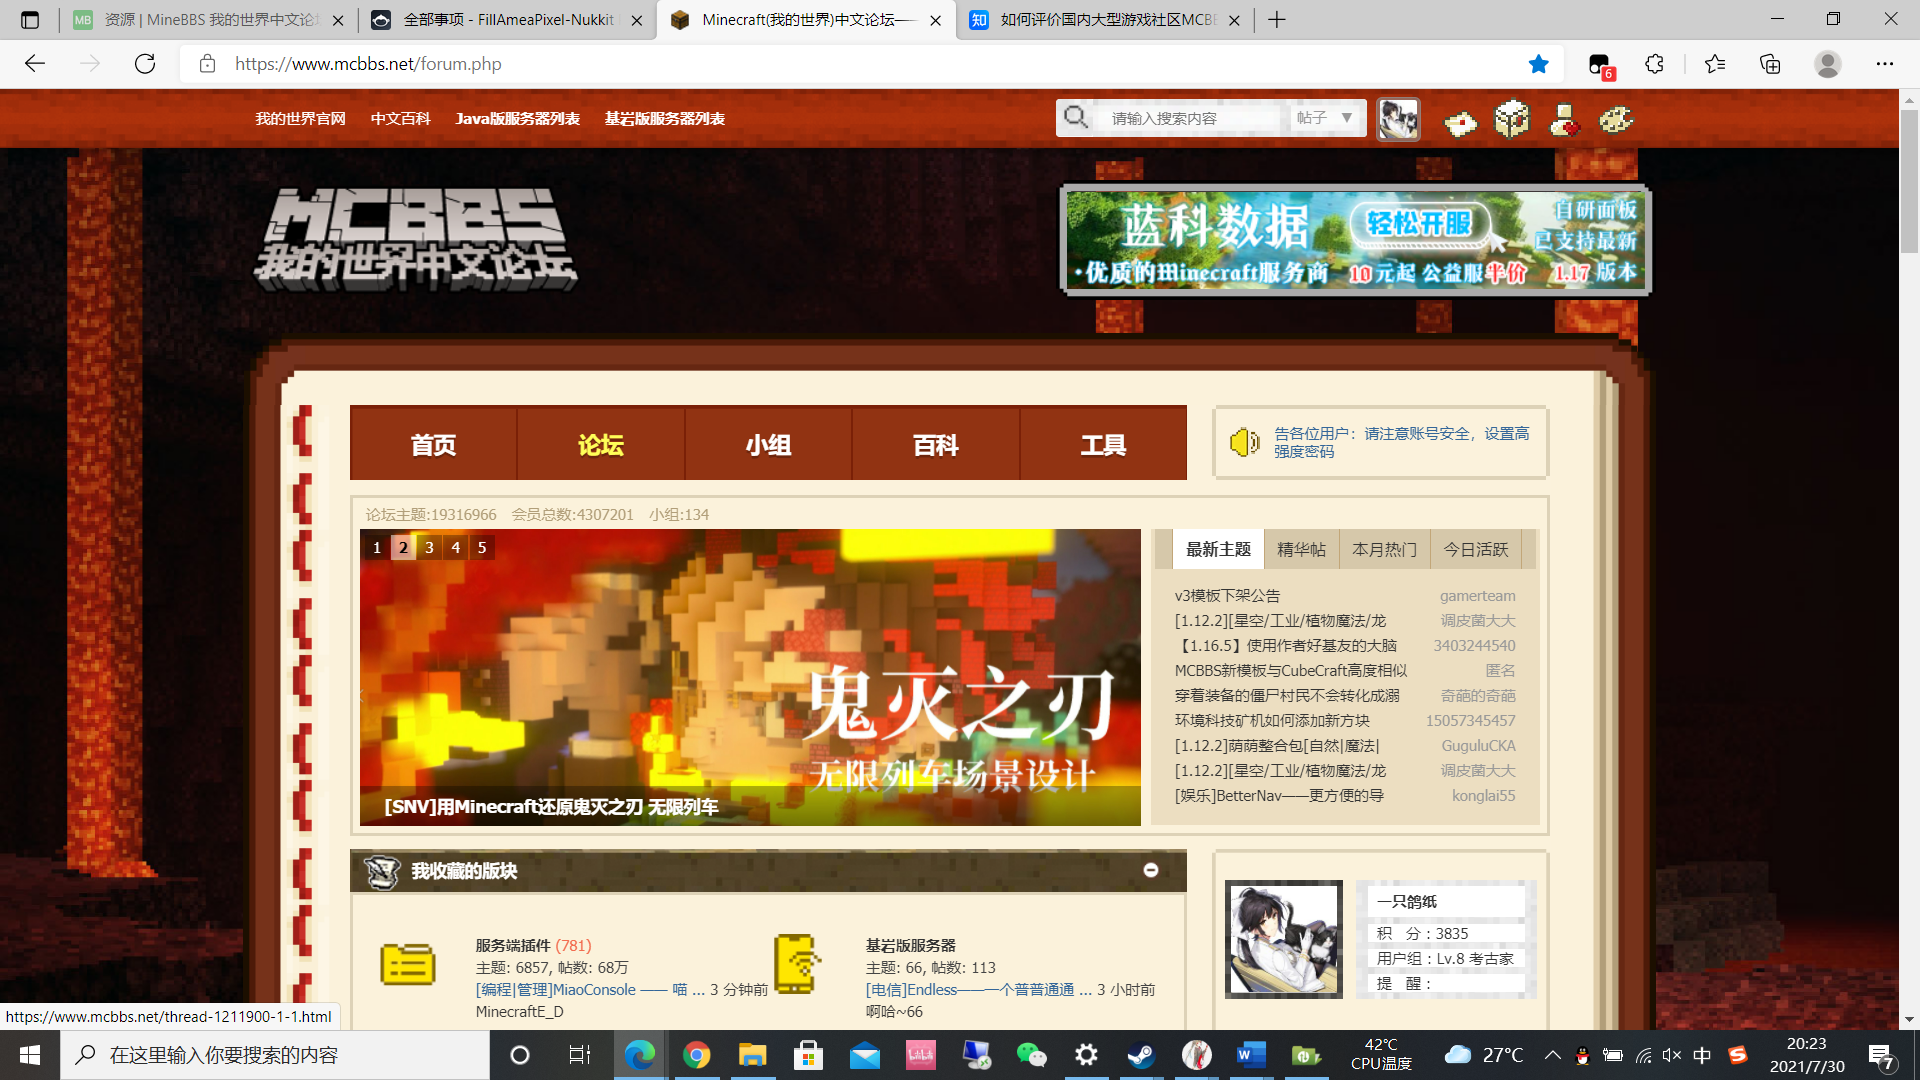 资源 | MineBBS 我的世界中文论坛
全部事项 - FillAmeaPixel-Nukkit
Minecraft(我的世界)中文论坛——
如何评价国内大型游戏社区MCBB
https://www.mcbbs.net/forum.php
6
我的世界官网 中文百科 Java版服务器列表 基岩版服务器列表
请输入搜索内容 帖子 ▼
MCBBS
我的世界中文论坛
蓝科数据 轻松开服 自研面板
已支持最新
·优质的Minecraft服务商 10元起 公益服半价 1.17版本
首页 论坛 小组 百科 工具
告各位用户：请注意账号安全，设置高
强度密码
论坛主题:19316966 会员总数:4307201 小组:134
1 2 3 4 5
鬼灭之刃
无限列车场景设计
[SNV]用Minecraft还原鬼灭之刃 无限列车
最新主题 精华帖 本月热门 今日活跃
v3模板下架公告 gamerteam
[1.12.2][星空/工业/植物魔法/龙 调皮菌大大
【1.16.5】使用作者好基友的大脑 3403244540
MCBBS新模板与CubeCraft高度相似 匿名
穿着装备的僵尸村民不会转化成溺 奇葩的奇葩
环境科技矿机如何添加新方块 15057345457
[1.12.2]萌萌整合包[自然|魔法| GuguluCKA
[1.12.2][星空/工业/植物魔法/龙 调皮菌大大
[娱乐]BetterNav——更方便的导 konglai55
我收藏的版块
服务端插件 (781)
主题: 6857, 帖数: 68万
[编程|管理]MiaoConsole —— 喵 ... 3 分钟前
MinecraftE_D
基岩版服务器
主题: 66, 帖数: 113
[电信]Endless——一个普普通通 ... 3 小时前
啊哈~66
一只鸽纸
积 分：3835
用户组：Lv.8 考古家
提 醒：
https://www.mcbbs.net/thread-1211900-1-1.html
在这里输入你要搜索的内容
42℃
CPU温度
27°C
中
20:23
2021/7/30
7